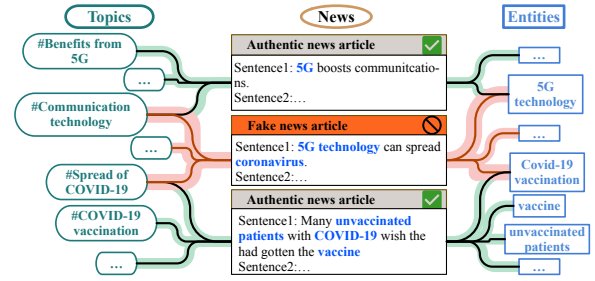 Topics
News
Entities
#Benefits from
5G
...
#Communication
technology
...
#Spread of
COVID-19
#COVID-19
vaccination
...
Authentic news article
Sentence1: 5G boosts communitcatio-
ns.
Sentence2:...
Fake news article
Sentence1: 5G technology can spread
coronavirus.
Sentence2:...
Authentic news article
Sentence1: Many unvaccinated
patients with COVID-19 wish the
had gotten the vaccine
Sentence2:...
...
5G
technology
...
Covid-19
vaccination
vaccine
unvaccinated
patients
...